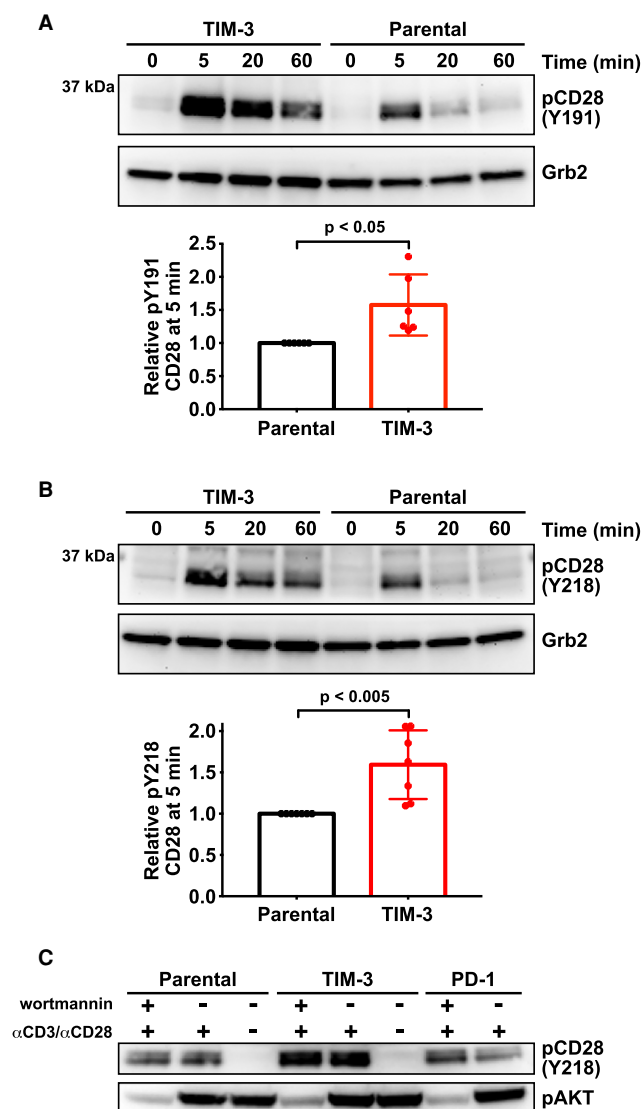 A
TIM-3 Parental
0 5 20 60 0 5 20 60 Time (min)
37 kDa
pCD28
(Y191)
Grb2
p < 0.05
Relative pY191
CD28 at 5 min
2.5
2.0
1.5
1.0
0.5
0.0
Parental TIM-3
B
TIM-3 Parental
0 5 20 60 0 5 20 60 Time (min)
37 kDa
pCD28
(Y218)
Grb2
p < 0.005
Relative pY218
CD28 at 5 min
2.0
1.5
1.0
0.5
0.0
Parental TIM-3
C
Parental TIM-3 PD-1
wortmannin + - - + - - + -
αCD3/αCD28 + + - + + - + +
pCD28
(Y218)
pAKT